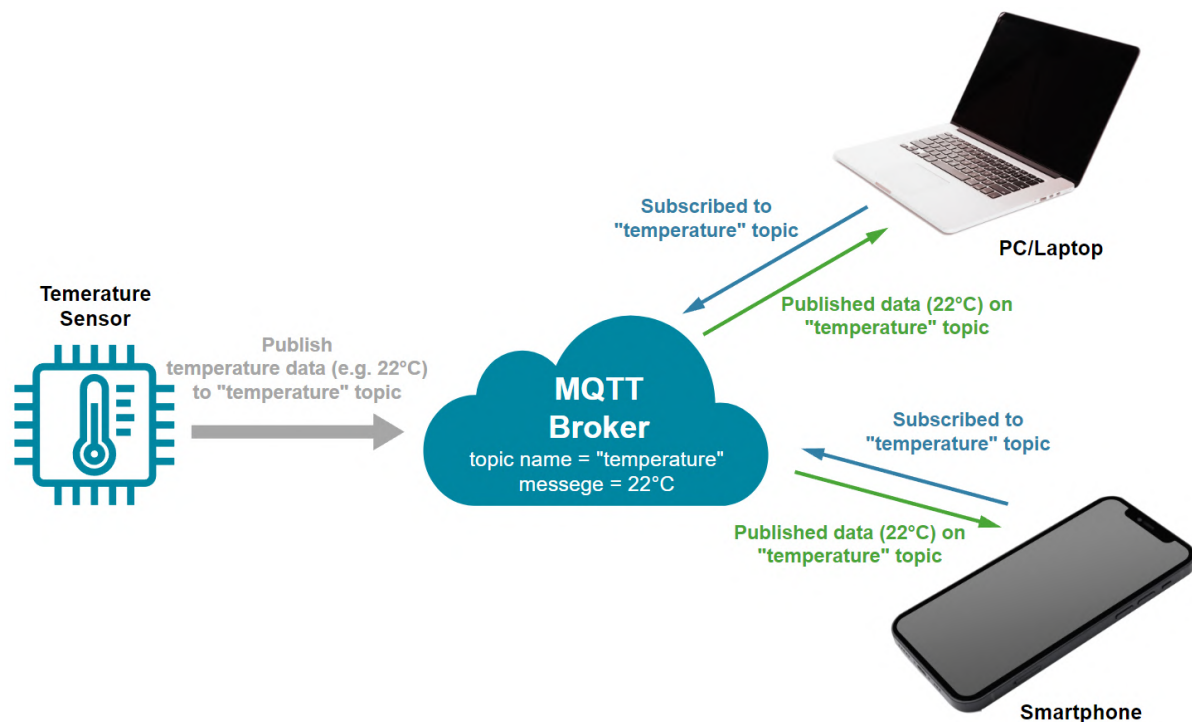 Temerature
Sensor
Publish
temperature data (e.g. 22°C)
to "temperature" topic
MQTT
Broker
topic name = "temperature"
messege = 22°C
Subscribed to
"temperature" topic
Published data (22°C) on
"temperature" topic
PC/Laptop
Subscribed to
"temperature" topic
Published data (22°C) on
"temperature" topic
Smartphone